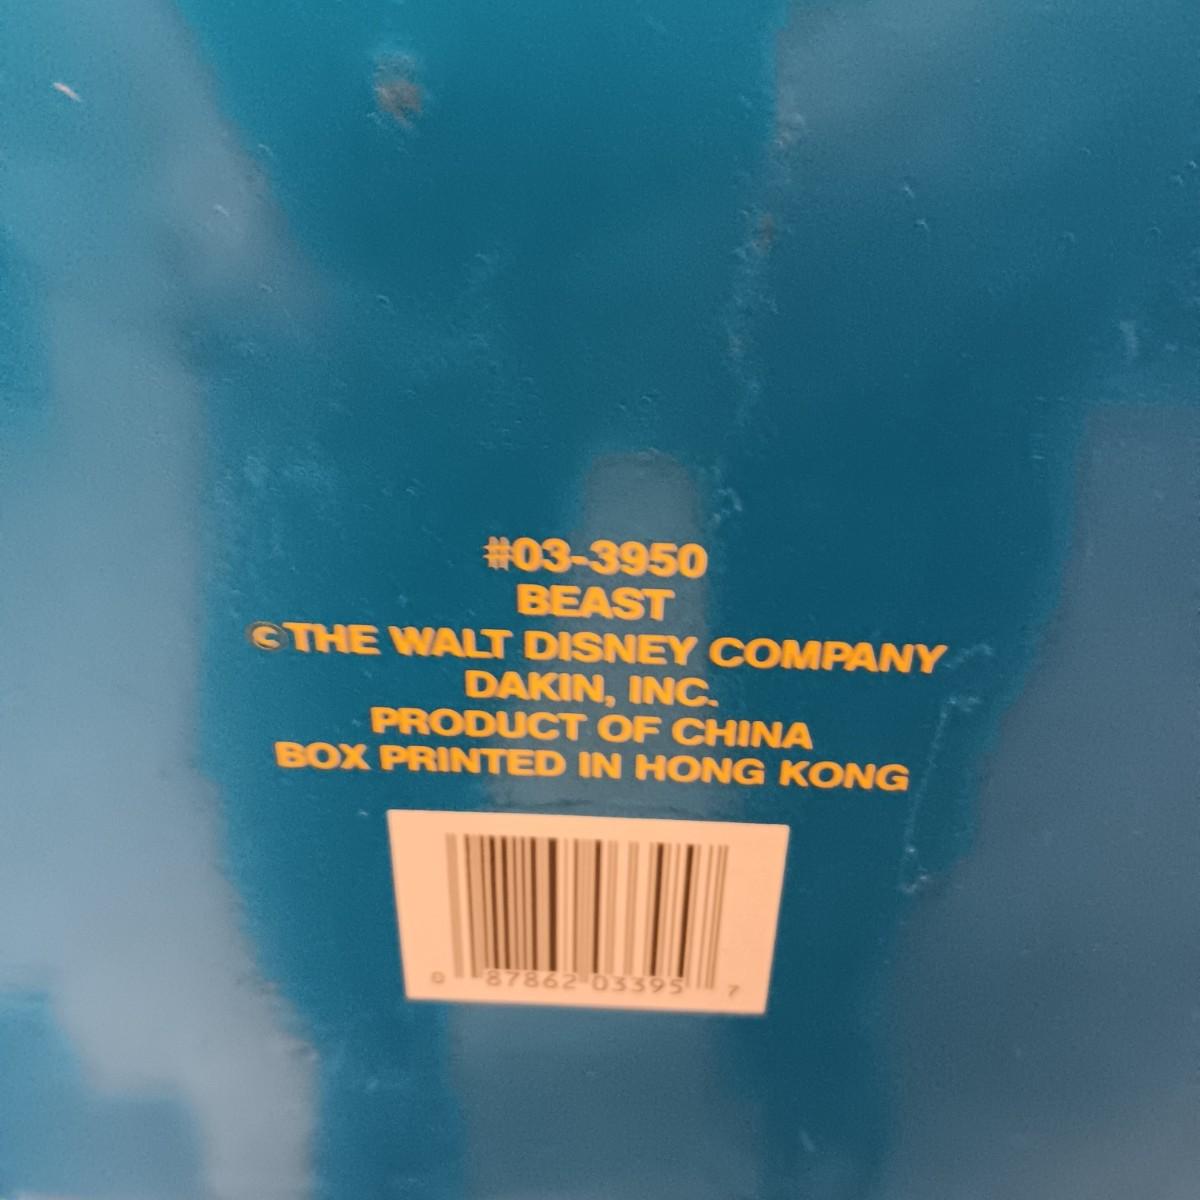 #03-3950
BEAST
©THE WALT DISNEY COMPANY
DAKIN, INC.
PRODUCT OF CHINA
BOX PRINTED IN HONG KONG
0 87862 03395 7